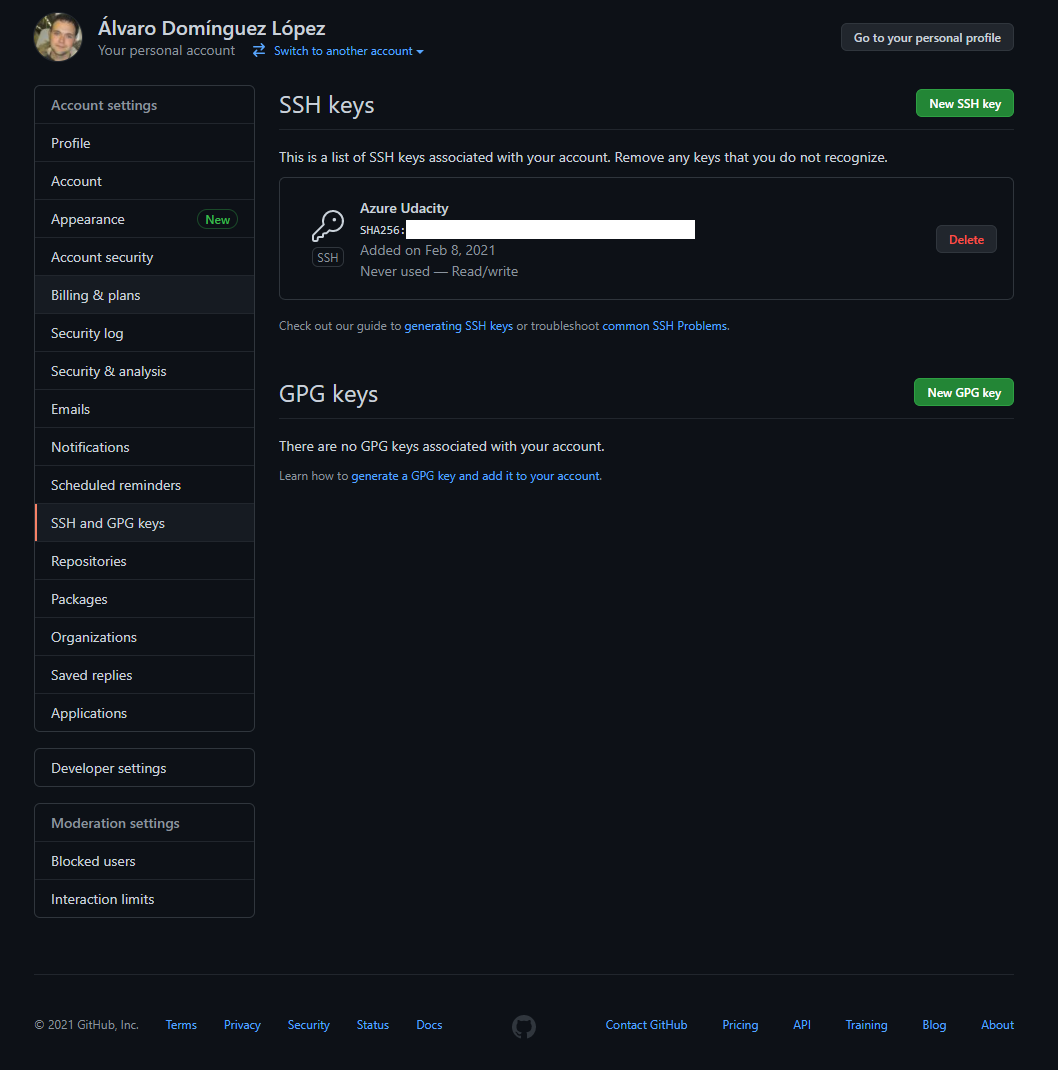 Álvaro Domínguez López
Your personal account Switch to another account
Go to your personal profile
Account settings
Profile
Account
Appearance New
Account security
Billing & plans
Security log
Security & analysis
Emails
Notifications
Scheduled reminders
SSH and GPG keys
Repositories
Packages
Organizations
Saved replies
Applications
Developer settings
Moderation settings
Blocked users
Interaction limits
SSH keys
New SSH key
This is a list of SSH keys associated with your account. Remove any keys that you do not recognize.
Azure Udacity
SHA256:
SSH
Added on Feb 8, 2021
Never used — Read/write
Delete
Check out our guide to generating SSH keys or troubleshoot common SSH Problems.
GPG keys
New GPG key
There are no GPG keys associated with your account.
Learn how to generate a GPG key and add it to your account.
© 2021 GitHub, Inc. Terms Privacy Security Status Docs Contact GitHub Pricing API Training Blog About